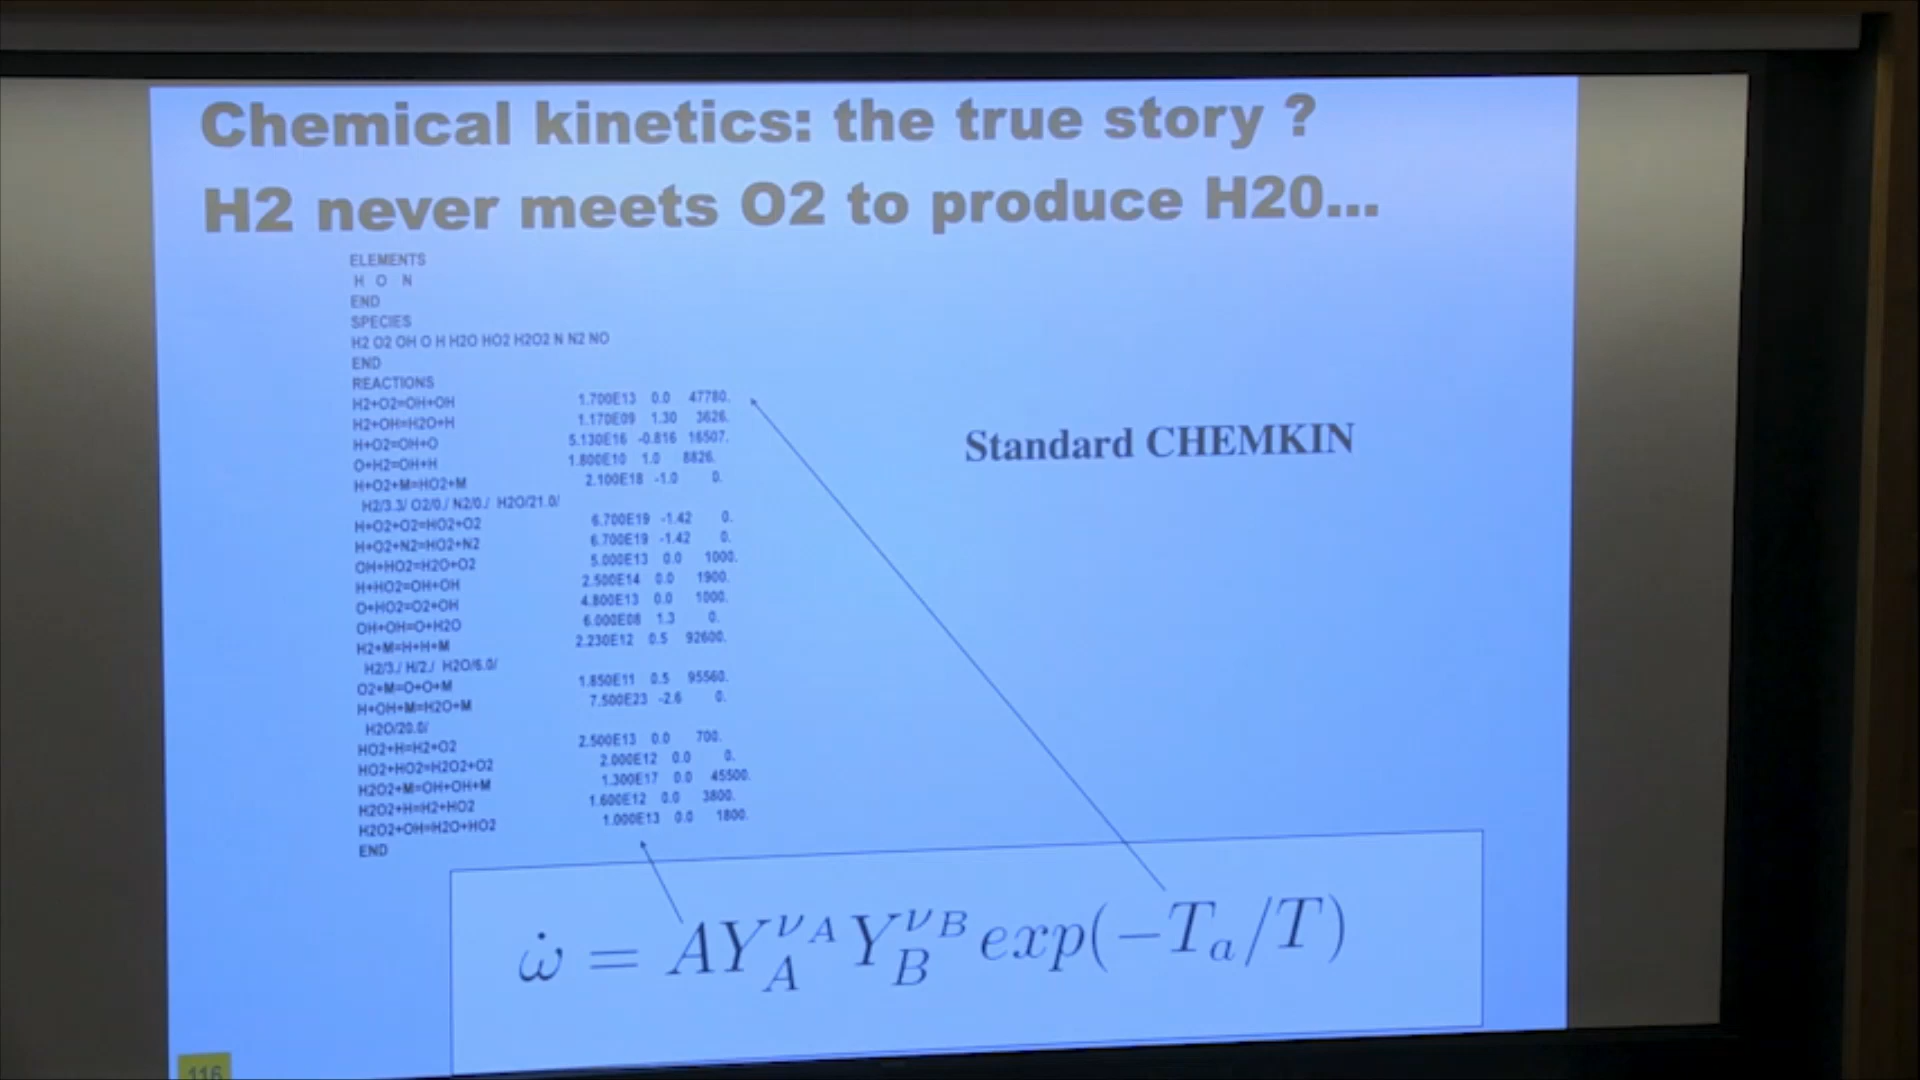 Chemical kinetics: the true story ?
H2 never meets O2 to produce H20...
ELEMENTS
H O N
END
SPECIES
H2 O2 OH O H H2O HO2 H2O2 N N2 NO
END
REACTIONS
H2+O2=OH+OH 1.700E13 0.0 47780.
H2+OH=H2O+H 1.170E09 1.30 3626.
H+O2=OH+O 5.130E16 -0.816 16507.
O+H2=OH+H 1.800E10 1.0 8826.
H+O2+M=HO2+M 2.100E18 -1.0 0.
H2/3.3/ O2/0./ N2/0./ H2O/21.0/
H+O2+O2=HO2+O2 6.700E19 -1.42 0.
H+O2+N2=HO2+N2 6.700E19 -1.42 0.
OH+HO2=H2O+O2 5.000E13 0.0 1000.
H+HO2=OH+OH 2.500E14 0.0 1900.
O+HO2=O2+OH 4.800E13 0.0 1000.
OH+OH=O+H2O 6.000E08 1.3 0.
H2+M=H+H+M 2.230E12 0.5 92600.
H2/3./ H/2./ H2O/6.0/
O2+M=O+O+M 1.850E11 0.5 95560.
H+OH+M=H2O+M 7.500E23 -2.6 0.
H2O/20.0/
HO2+H=H2+O2 2.500E13 0.0 700.
HO2+HO2=H2O2+O2 2.000E12 0.0 0.
H2O2+M=OH+OH+M 1.300E17 0.0 45500.
H2O2+H=H2+HO2 1.600E12 0.0 3800.
H2O2+OH=H2O+HO2 1.000E13 0.0 1800.
END
Standard CHEMKIN
ω̇ = AY_A^{ν_A} Y_B^{ν_B} exp(−T_a/T)
116